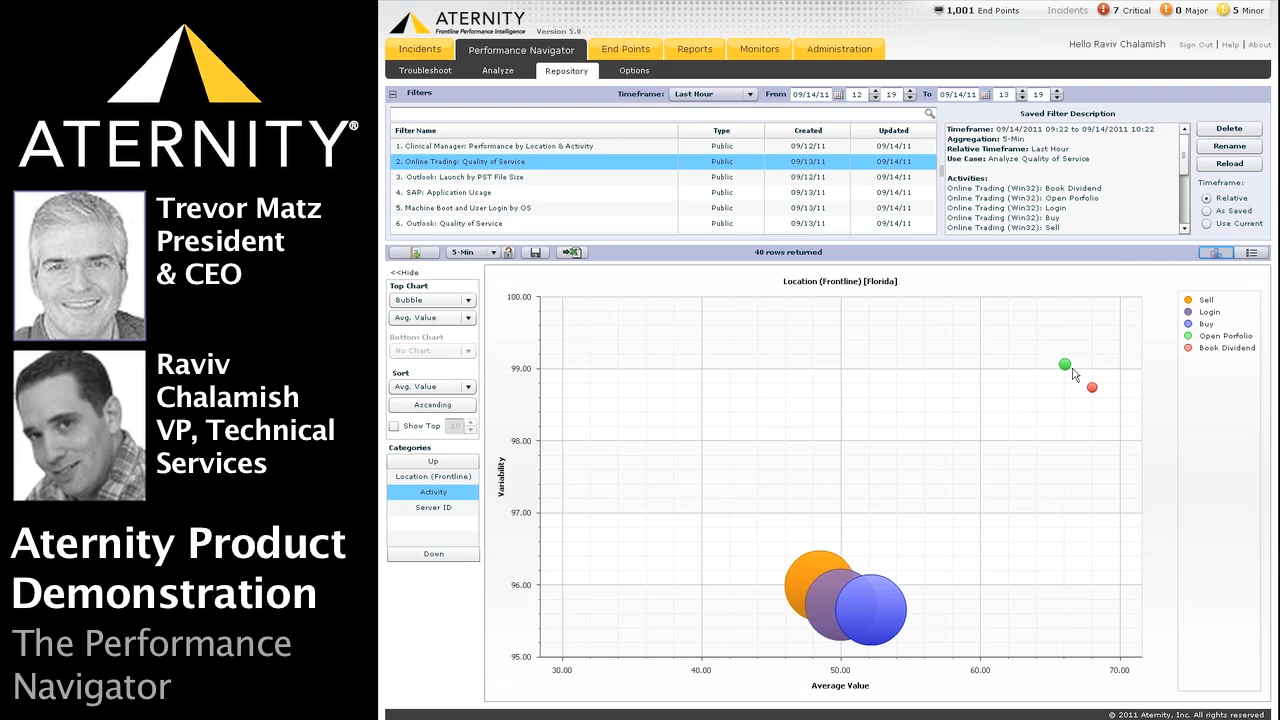 ATERNITY®
Trevor Matz
President
& CEO
Raviv
Chalamish
VP, Technical
Services
Aternity Product
Demonstration
The Performance
Navigator
ATERNITY
Frontline Performance Intelligence
Version 5.0
1,001 End Points
Incidents
7 Critical
0 Major
5 Minor
Hello Raviv Chalamish
Sign Out | Help | About
Incidents
Performance Navigator
End Points
Reports
Monitors
Administration
Troubleshoot
Analyze
Repository
Options
Filters
Timeframe: Last Hour From 09/14/11 12 19 To 09/14/11 13 19
Filter Name Type Created Updated
1. Clinical Manager: Performance by Location & Activity Public 09/12/11 09/14/11
2. Online Trading: Quality of Service Public 09/13/11 09/14/11
3. Outlook: Launch by PST File Size Public 09/13/11 09/14/11
4. SAP: Application Usage Public 09/13/11 09/14/11
5. Machine Boot and User Login by OS Public 09/13/11 09/14/11
6. Outlook: Quality of Service Public 09/13/11 09/14/11
Saved Filter Description
Timeframe: 09/14/2011 09:22 to 09/14/2011 10:22
Aggregation: 5-Min
Relative Timeframe: Last Hour
Use Case: Analyze Quality of Service
Activities:
Online Trading (Win32): Book Dividend
Online Trading (Win32): Open Porfolio
Online Trading (Win32): Login
Online Trading (Win32): Buy
Online Trading (Win32): Sell
Delete
Rename
Reload
Timeframe:
Relative
As Saved
Use Current
5-Min
40 rows returned
<<Hide
Top Chart
Bubble
Avg. Value
Bottom Chart
No Chart
Sort
Avg. Value
Ascending
Show Top 10
Categories
Up
Location (Frontline)
Activity
Server ID
Down
Location (Frontline) [Florida]
100.00
99.00
98.00
97.00
96.00
95.00
Variability
30.00 40.00 50.00 60.00 70.00
Average Value
Sell
Login
Buy
Open Porfolio
Book Dividend
© 2011 Aternity, Inc. All rights reserved